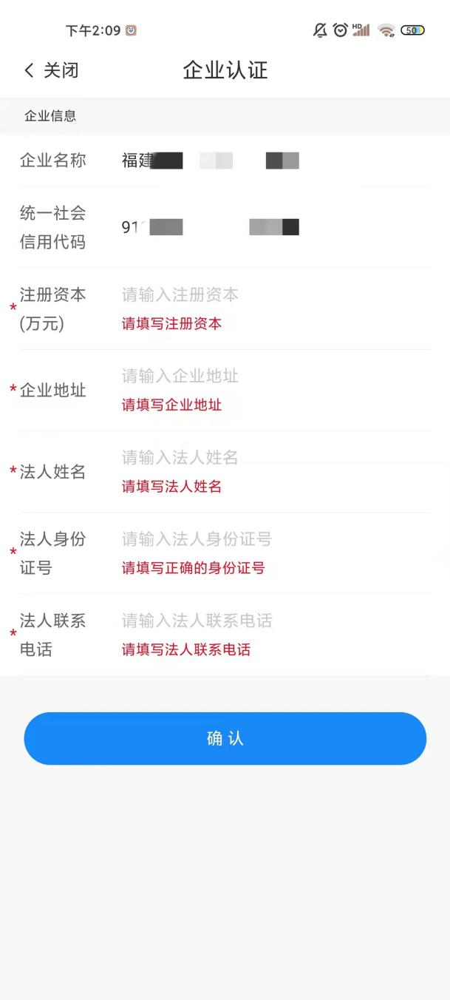 下午2:09
HD
50
关闭
企业认证
企业信息
企业名称
福建
统一社会
信用代码
91
注册资本
(万元)
请输入注册资本
请填写注册资本
*
企业地址
请输入企业地址
请填写企业地址
*
法人姓名
请输入法人姓名
请填写法人姓名
*
法人身份
证号
请输入法人身份证号
请填写正确的身份证号
*
法人联系
电话
请输入法人联系电话
请填写法人联系电话
*
确认